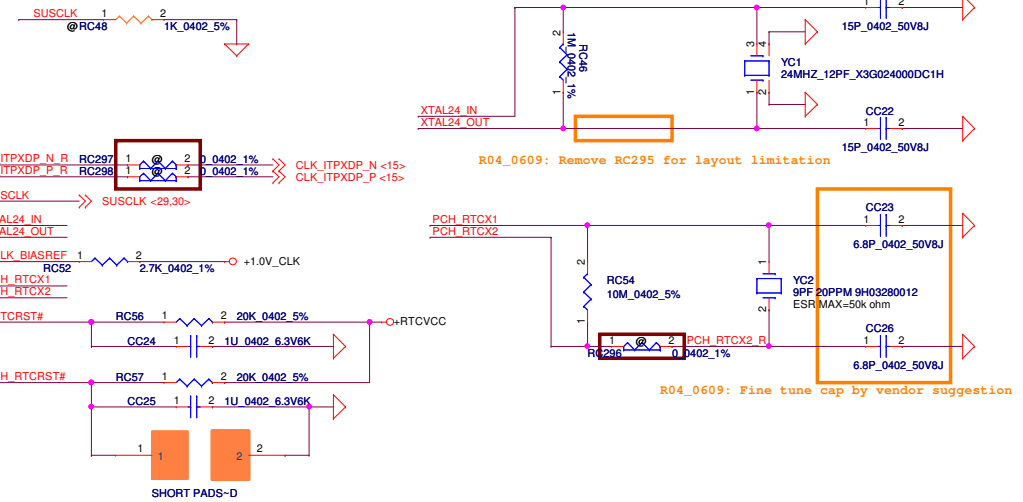 SUSCLK 1 2
@RC48 1K_0402_5%
15P_0402_50V8J
2 1M_0402_1% RC46 1
3 4
YC1
24MHZ_12PF_X3G024000DC1H
1 2
XTAL24_IN
XTAL24_OUT
CC22
1 2
15P_0402_50V8J
R04_0609: Remove RC295 for layout limitation
ITPXDP_N_R RC297 1 @ 2 0_0402_1% CLK_ITPXDP_N <15>
ITPXDP_P_R RC298 1 @ 2 0_0402_1% CLK_ITPXDP_P <15>
SCLK SUSCLK <29,30>
AL24_IN
AL24_OUT
LK_BIASREF 1 2 +1.0V_CLK
RC52 2.7K_0402_1%
H_RTCX1
H_RTCX2
PCH_RTCX1
PCH_RTCX2
CC23
1 2
6.8P_0402_50V8J
2 RC54
10M_0402_5%
1
1
YC2
9PF 20PPM 9H03280012
ESR MAX=50k ohm
2
1 @ 2 PCH_RTCX2_R
RC296 0_0402_1%
CC26
1 2
6.8P_0402_50V8J
R04_0609: Fine tune cap by vendor suggestion
TCRST# RC56 1 2 20K_0402_5% +RTCVCC
CC24 1 2 1U_0402_6.3V6K
H_RTCRST# RC57 1 2 20K_0402_5%
CC25 1 2 1U_0402_6.3V6K
1 1 2 2
SHORT PADS~D